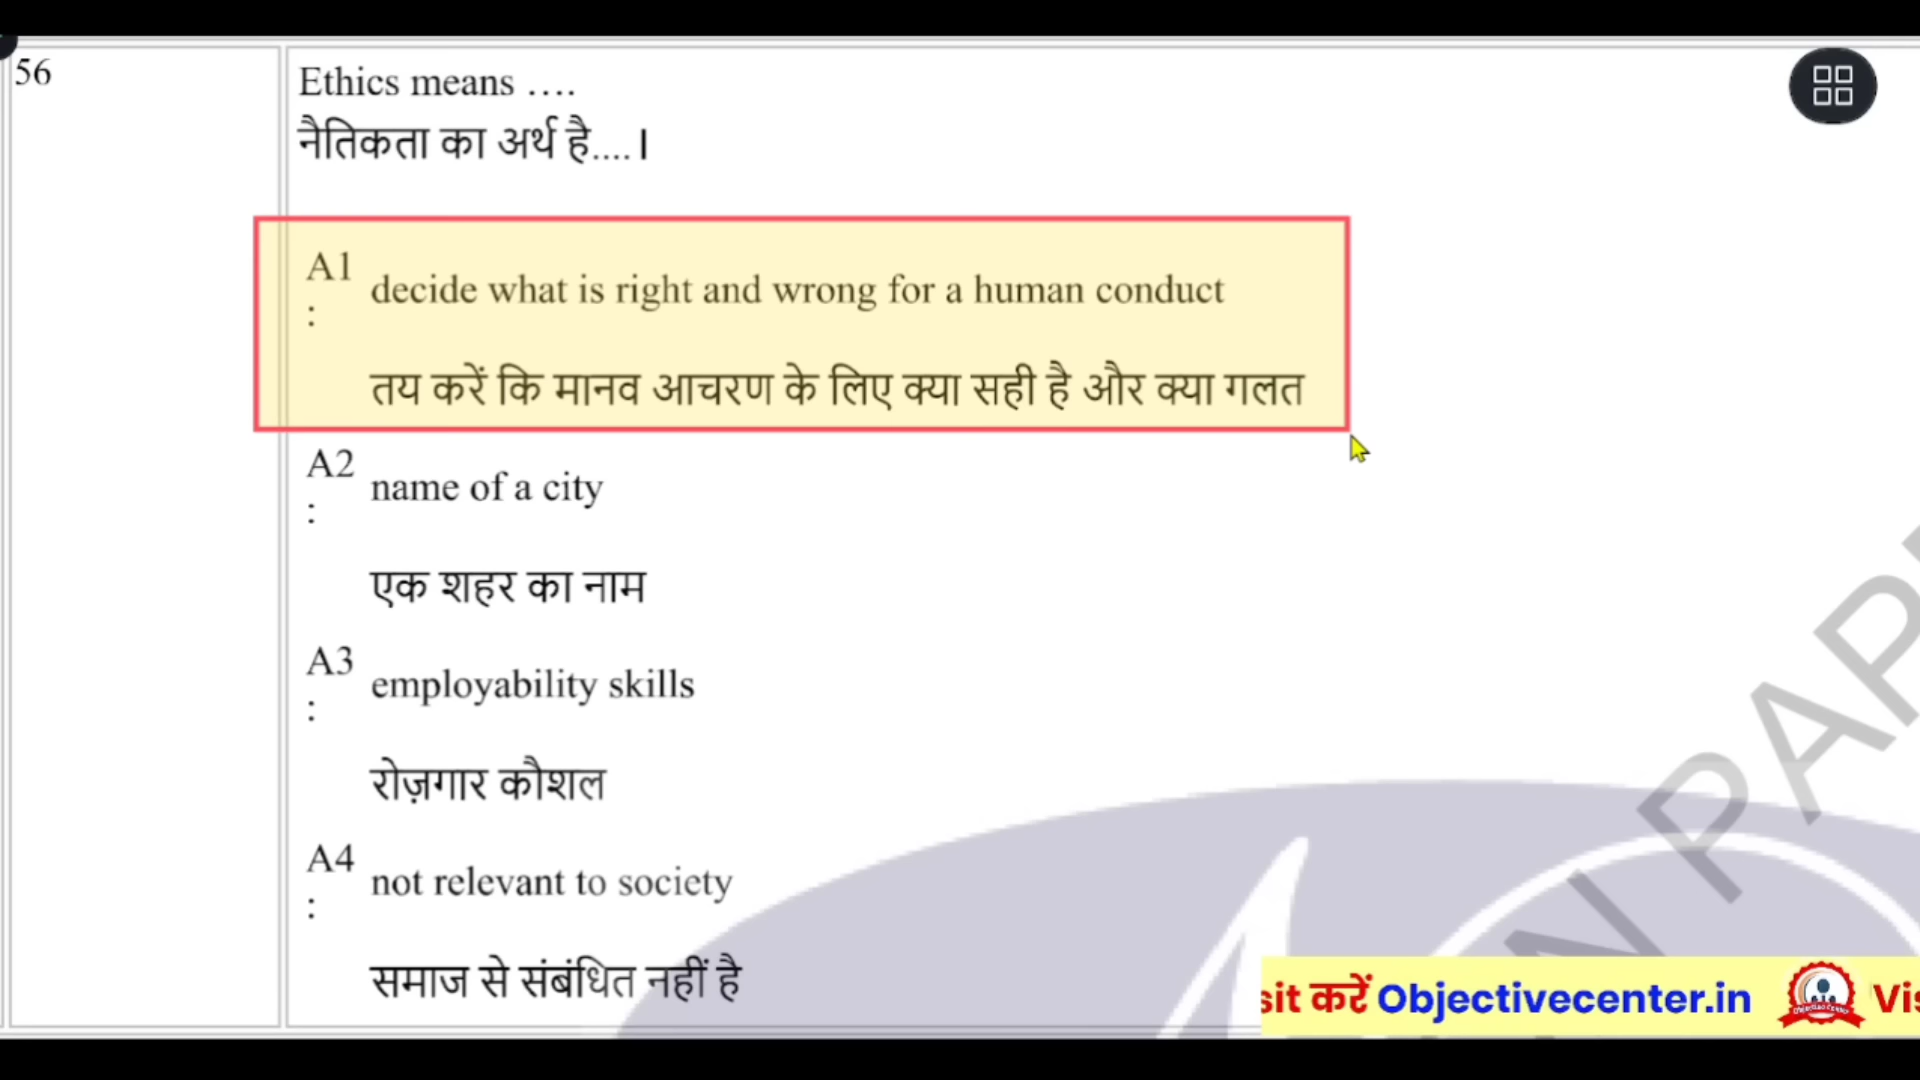 56
Ethics means ....
नैतिकता का अर्थ है....।
A1
:
decide what is right and wrong for a human conduct
तय करें कि मानव आचरण के लिए क्या सही है और क्या गलत
A2
:
name of a city
एक शहर का नाम
A3
:
employability skills
रोज़गार कौशल
A4
:
not relevant to society
समाज से संबंधित नहीं है
N PAP
sit करें Objectivecenter.in
Vis